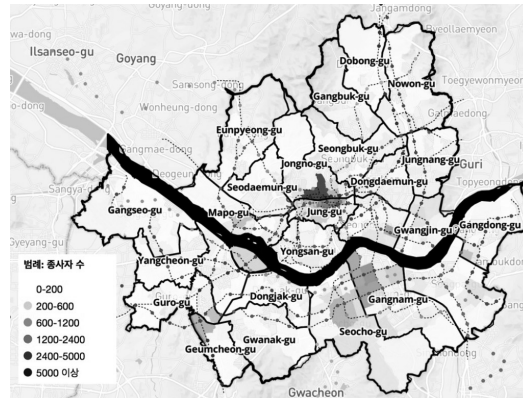 Jangamdong
Goyang-dong
wa-dong
Dobong-gu
Byeollaemyeon
Ilsanseo-gu
Goyang
Nowon-gu
Toegyewonmyeon
Samsong-dong
Gangbuk-gu
o-dong
Wonheung-dong
Eunpyeong-gu
Seongbuk-gu
Jungnang-gu
Guri
Jongno-gu
Dongdaemun-gu
Topyeongdong
Seodaemun-gu
Sangya-
Gangseo-gu
Mapo-gu
Jung-gu
Gwangjin-gu
Gangdong-gu
Gyeyang-gu
Yangcheon-gu
Yongsan-gu
범례: 종사자 수
0-200
200-600
600-1200
1200-2400
2400-5000
5000 이상
Guro-gu
Dongjak-gu
Gangnam-gu
Seocho-gu
Gwanak-gu
Geumcheon-gu
Gwacheon